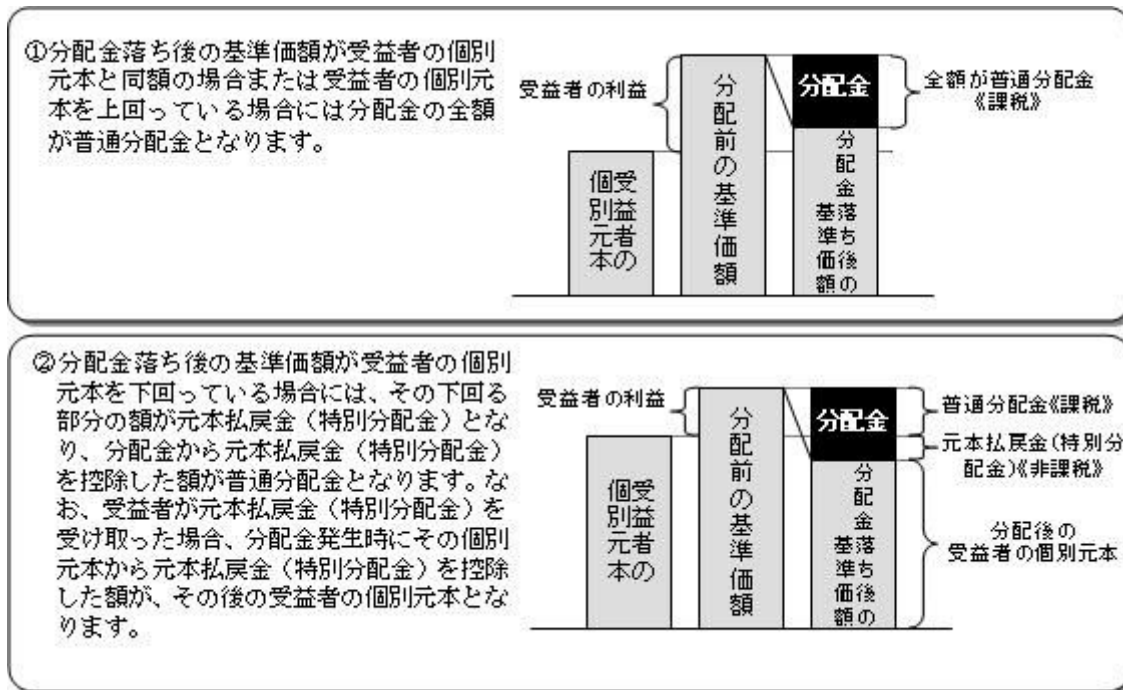 ①分配金落ち後の基準価額が受益者の個別
元本と同額の場合または受益者の個別元
本を上回っている場合には分配金の全額
が普通分配金となります。
受益者の利益
受益者の
個別元本
分配前の基準価額
分配金
分配金落ち後の
基準価額
全額が普通分配金
《課税》
②分配金落ち後の基準価額が受益者の個別
元本を下回っている場合には、その下回る
部分の額が元本払戻金（特別分配金）とな
り、分配金から元本払戻金（特別分配金）
を控除した額が普通分配金となります。な
お、受益者が元本払戻金（特別分配金）を
受け取った場合、分配金発生時にその個別
元本から元本払戻金（特別分配金）を控除
した額が、その後の受益者の個別元本とな
ります。
受益者の利益
受益者の
個別元本
分配前の基準価額
分配金
分配金落ち後の
基準価額
普通分配金《課税》
元本払戻金(特別分
配金)《非課税》
分配後の
受益者の個別元本